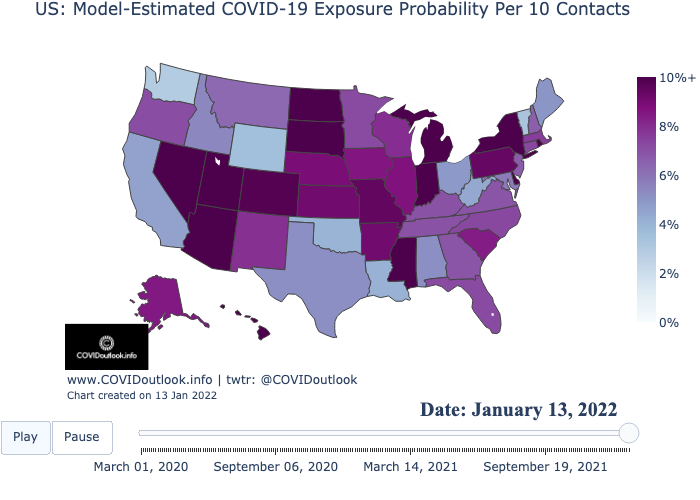 US: Model-Estimated COVID-19 Exposure Probability Per 10 Contacts
10%+
8%
6%
4%
2%
0%
COVIDoutlook.info
www.COVIDoutlook.info | twtr: @COVIDoutlook
Chart created on 13 Jan 2022
Date: January 13, 2022
Play Pause
March 01, 2020 September 06, 2020 March 14, 2021 September 19, 2021